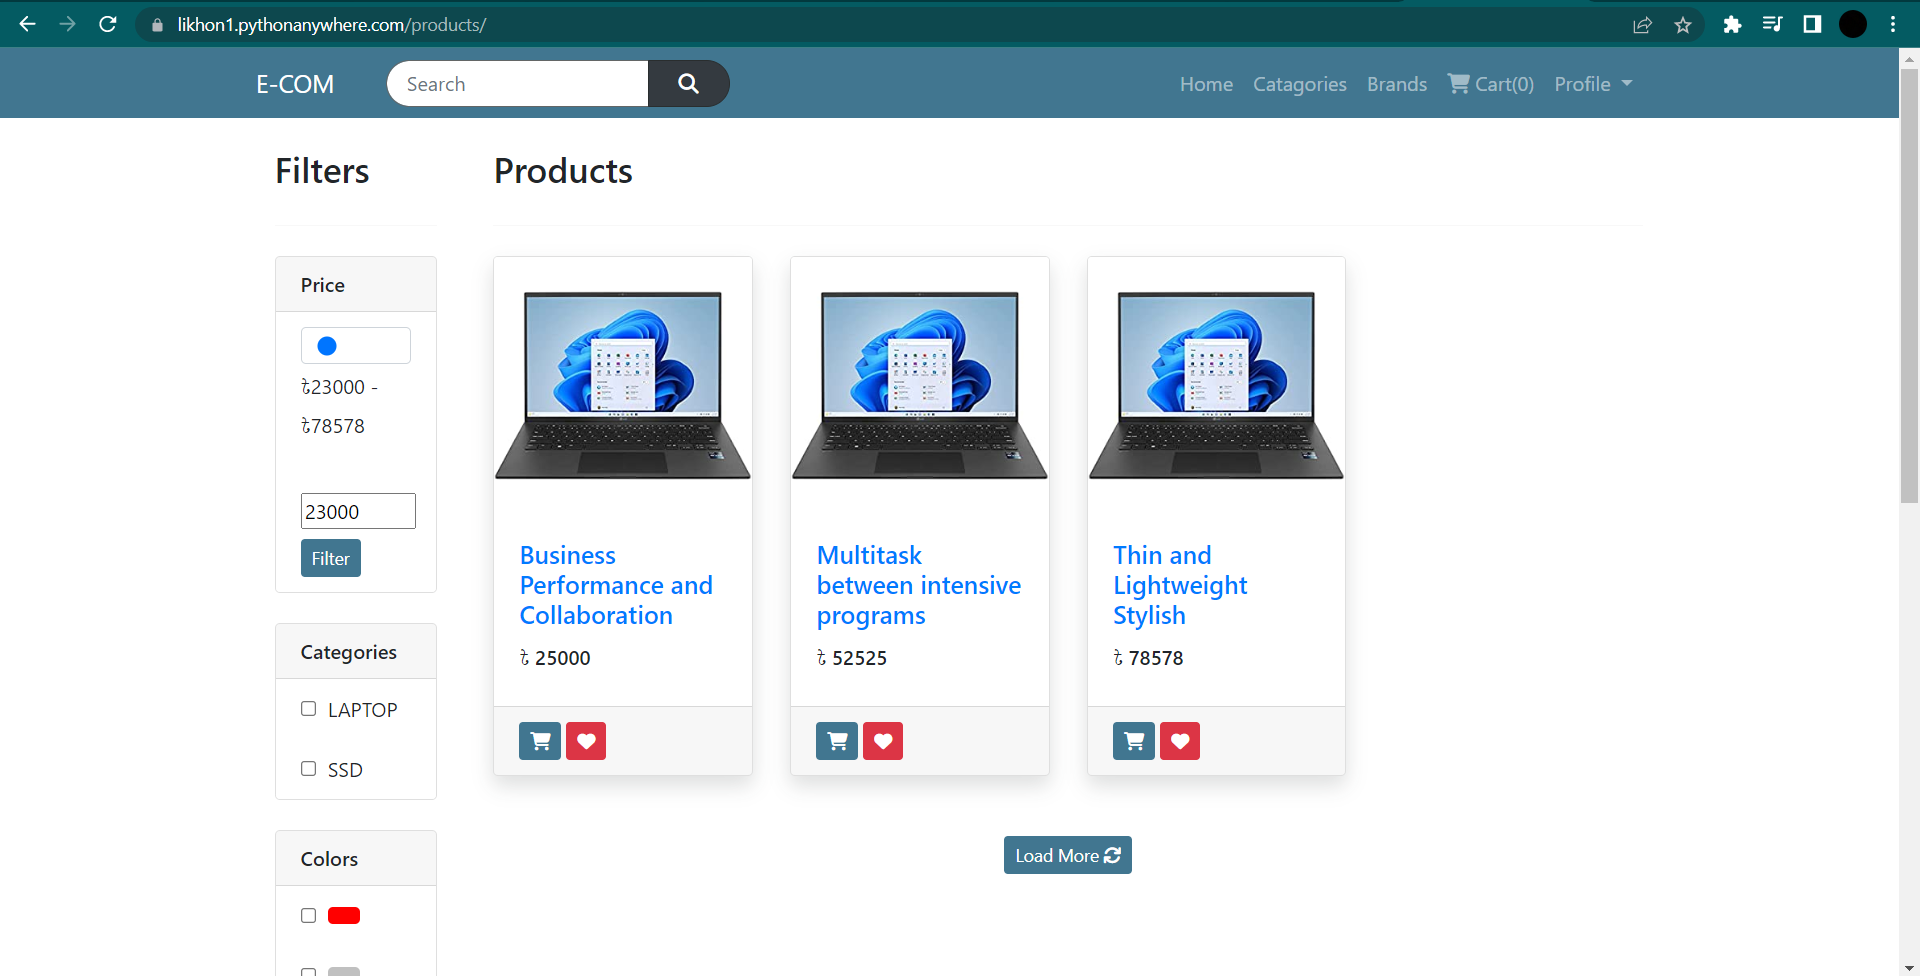 likhon1.pythonanywhere.com/products/
E-COM
Search
Home
Catagories
Brands
Cart(0)
Profile
Filters
Products
Price
৳23000 -
৳78578
23000
Filter
Categories
LAPTOP
SSD
Colors
Business
Performance and
Collaboration
৳ 25000
Multitask
between intensive
programs
৳ 52525
Thin and
Lightweight
Stylish
৳ 78578
Load More